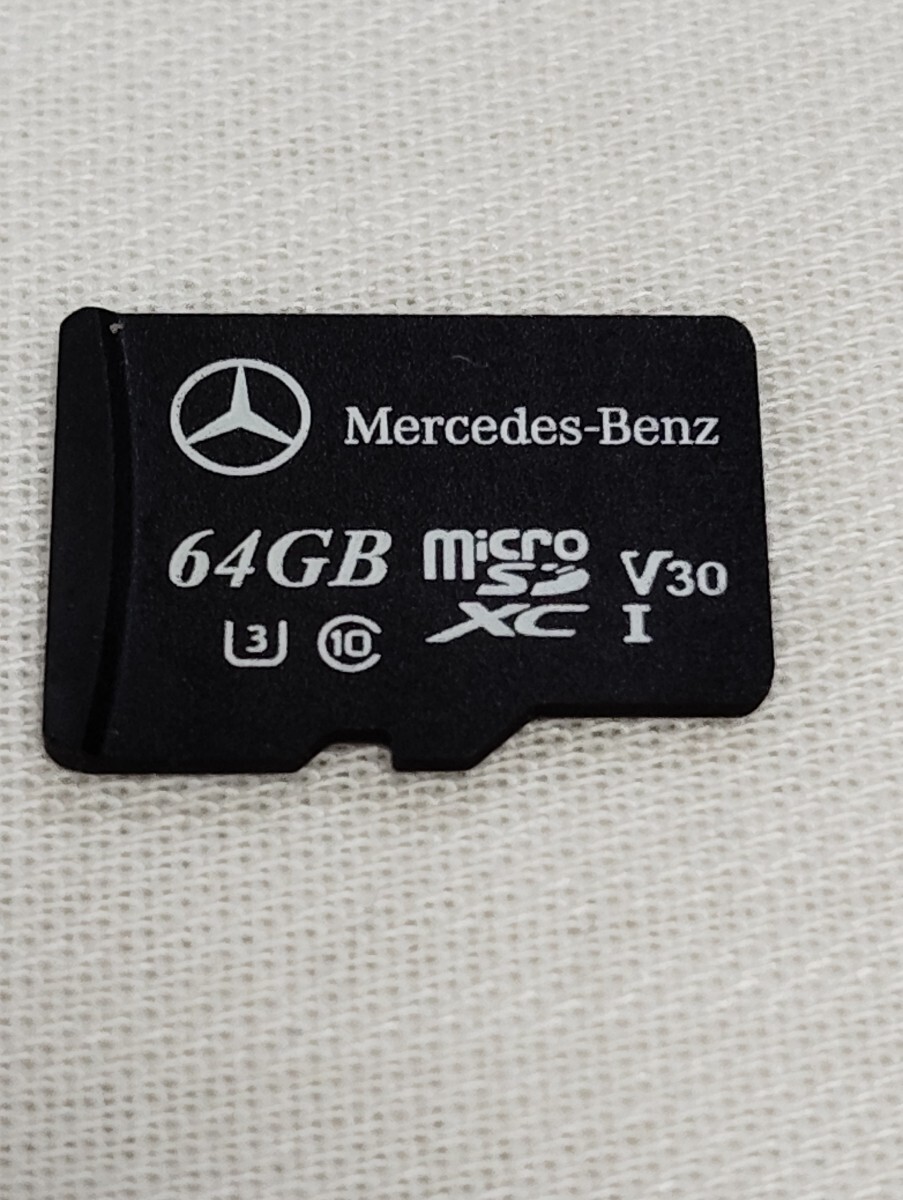 Mercedes-Benz
64GB micro SD XC V30 I
3 10